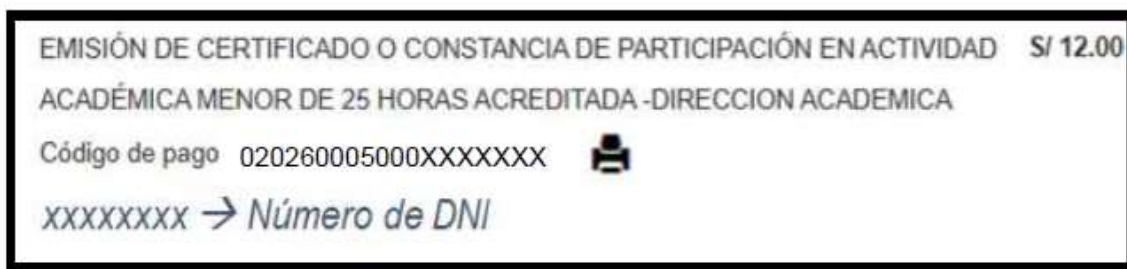 EMISIÓN DE CERTIFICADO O CONSTANCIA DE PARTICIPACIÓN EN ACTIVIDAD S/ 12.00
ACADÉMICA MENOR DE 25 HORAS ACREDITADA -DIRECCION ACADEMICA
Código de pago 020260005000XXXXXXX
xxxxxxxx → Número de DNI